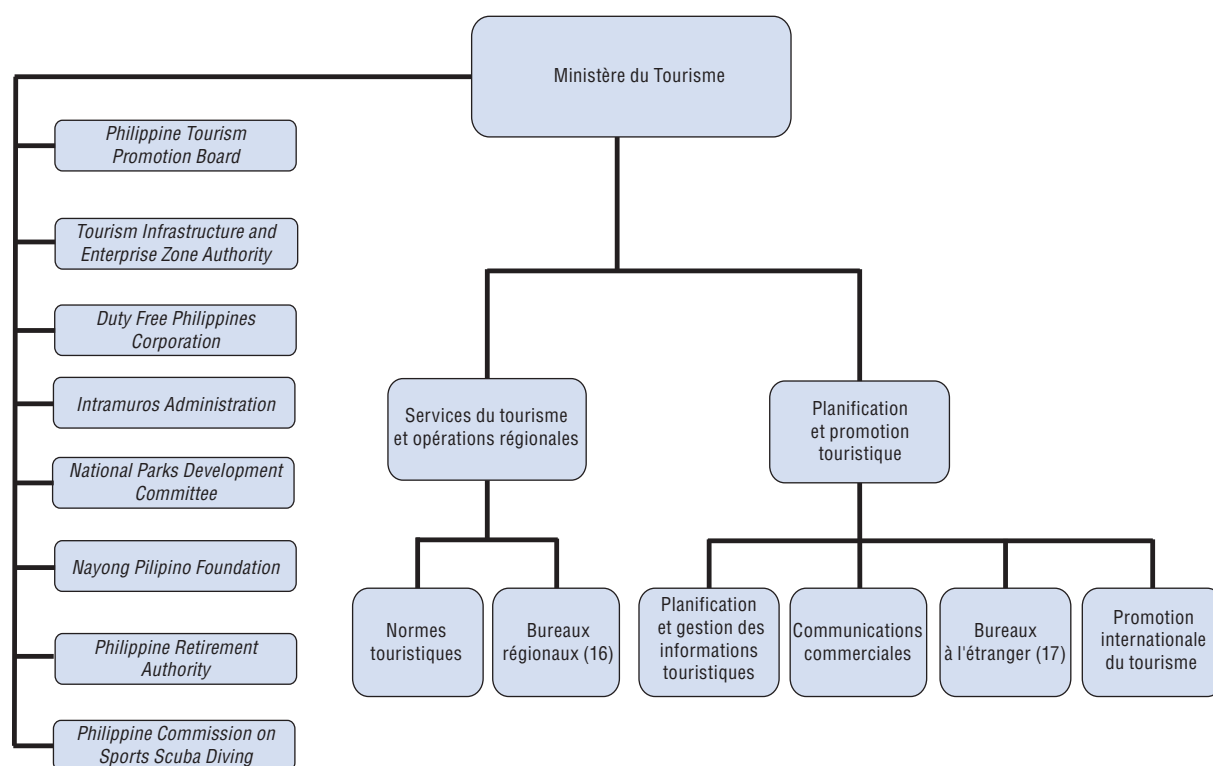 Ministère du Tourisme
Philippine Tourism
Promotion Board
Tourism Infrastructure and
Enterprise Zone Authority
Duty Free Philippines
Corporation
Intramuros Administration
National Parks Development
Committee
Nayong Pilipino Foundation
Philippine Retirement
Authority
Philippine Commission on
Sports Scuba Diving
Services du tourisme
et opérations régionales
Planification
et promotion
touristique
Normes
touristiques
Bureaux
régionaux (16)
Planification
et gestion des
informations
touristiques
Communications
commerciales
Bureaux
à l'étranger (17)
Promotion
internationale
du tourisme